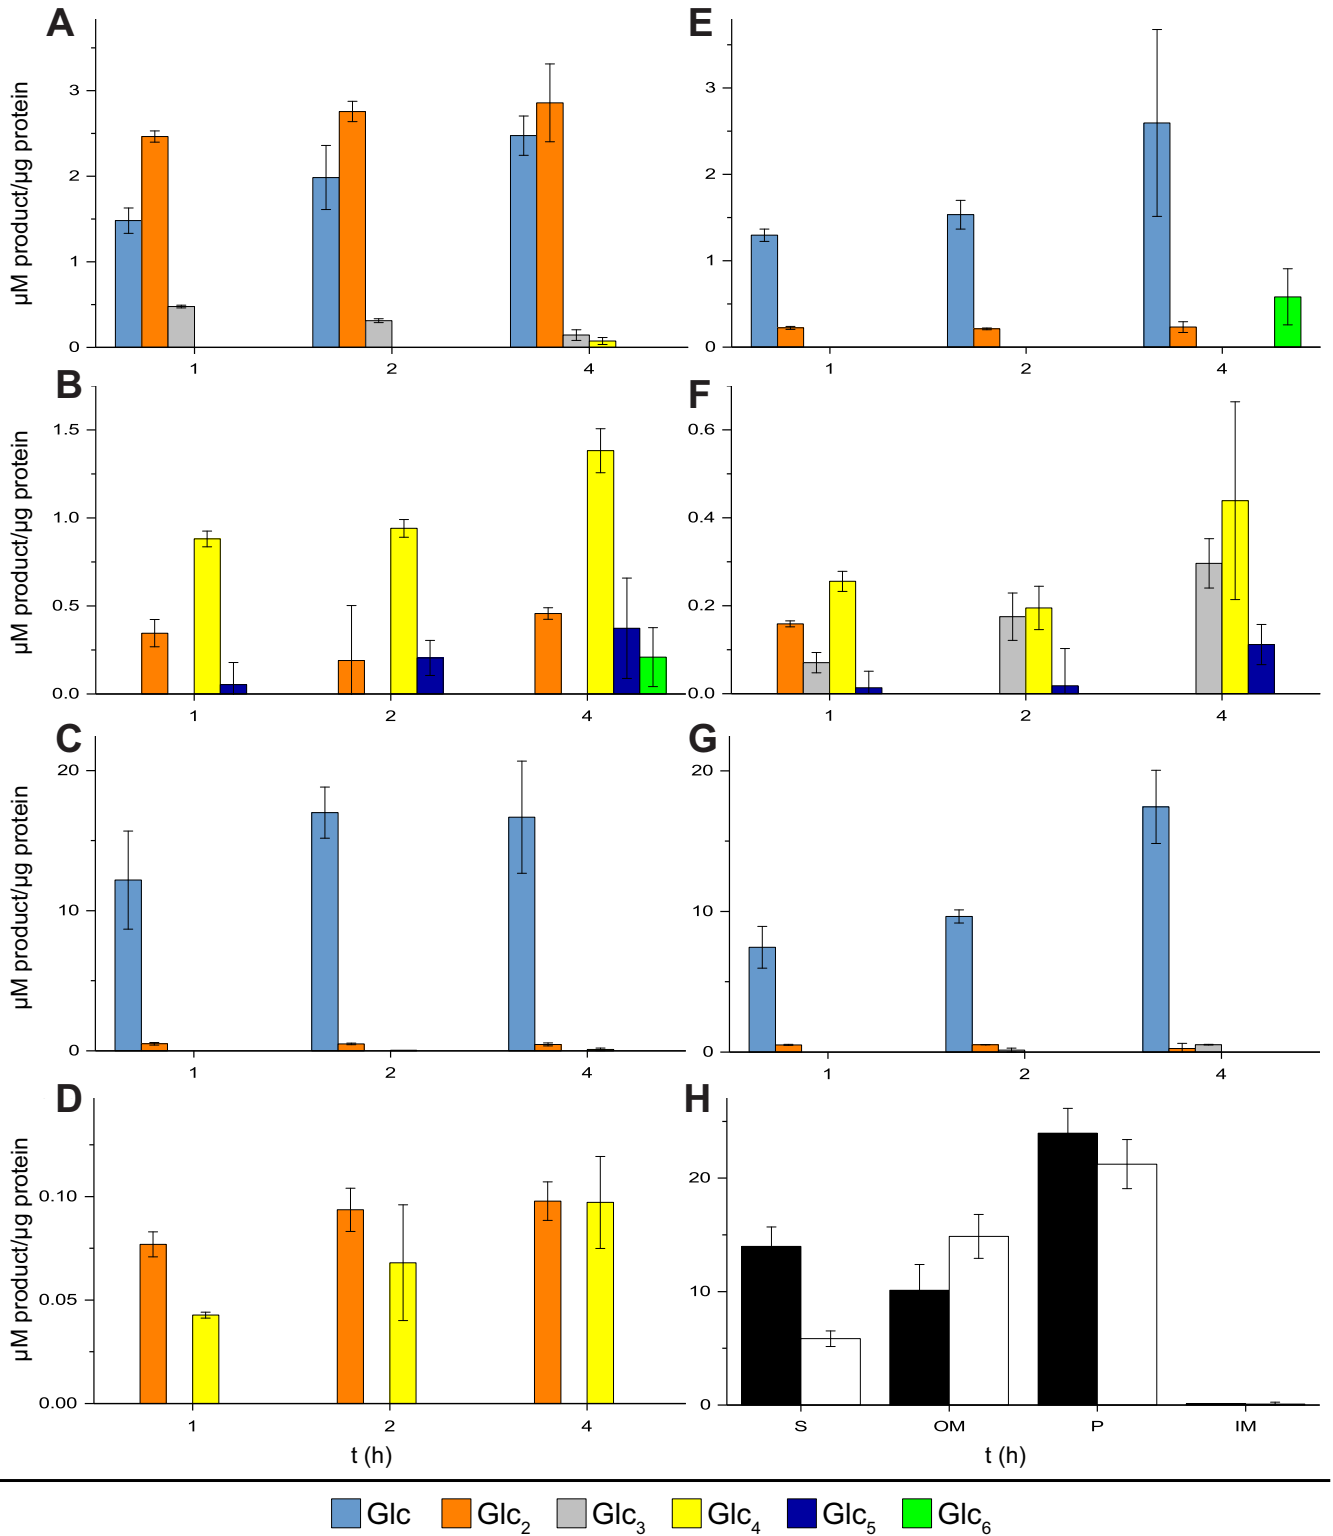 A
µM product/µg protein
3
2
1
0
1 2 4
E
3
2
1
0
1 2 4
B
µM product/µg protein
1.5
1.0
0.5
0.0
1 2 4
F
0.6
0.4
0.2
0.0
1 2 4
C
µM product/µg protein
20
10
0
1 2 4
G
20
10
0
1 2 4
D
µM product/µg protein
0.10
0.05
0.00
1 2 4
t (h)
H
20
10
0
S OM P IM
t (h)
Glc Glc2 Glc3 Glc4 Glc5 Glc6